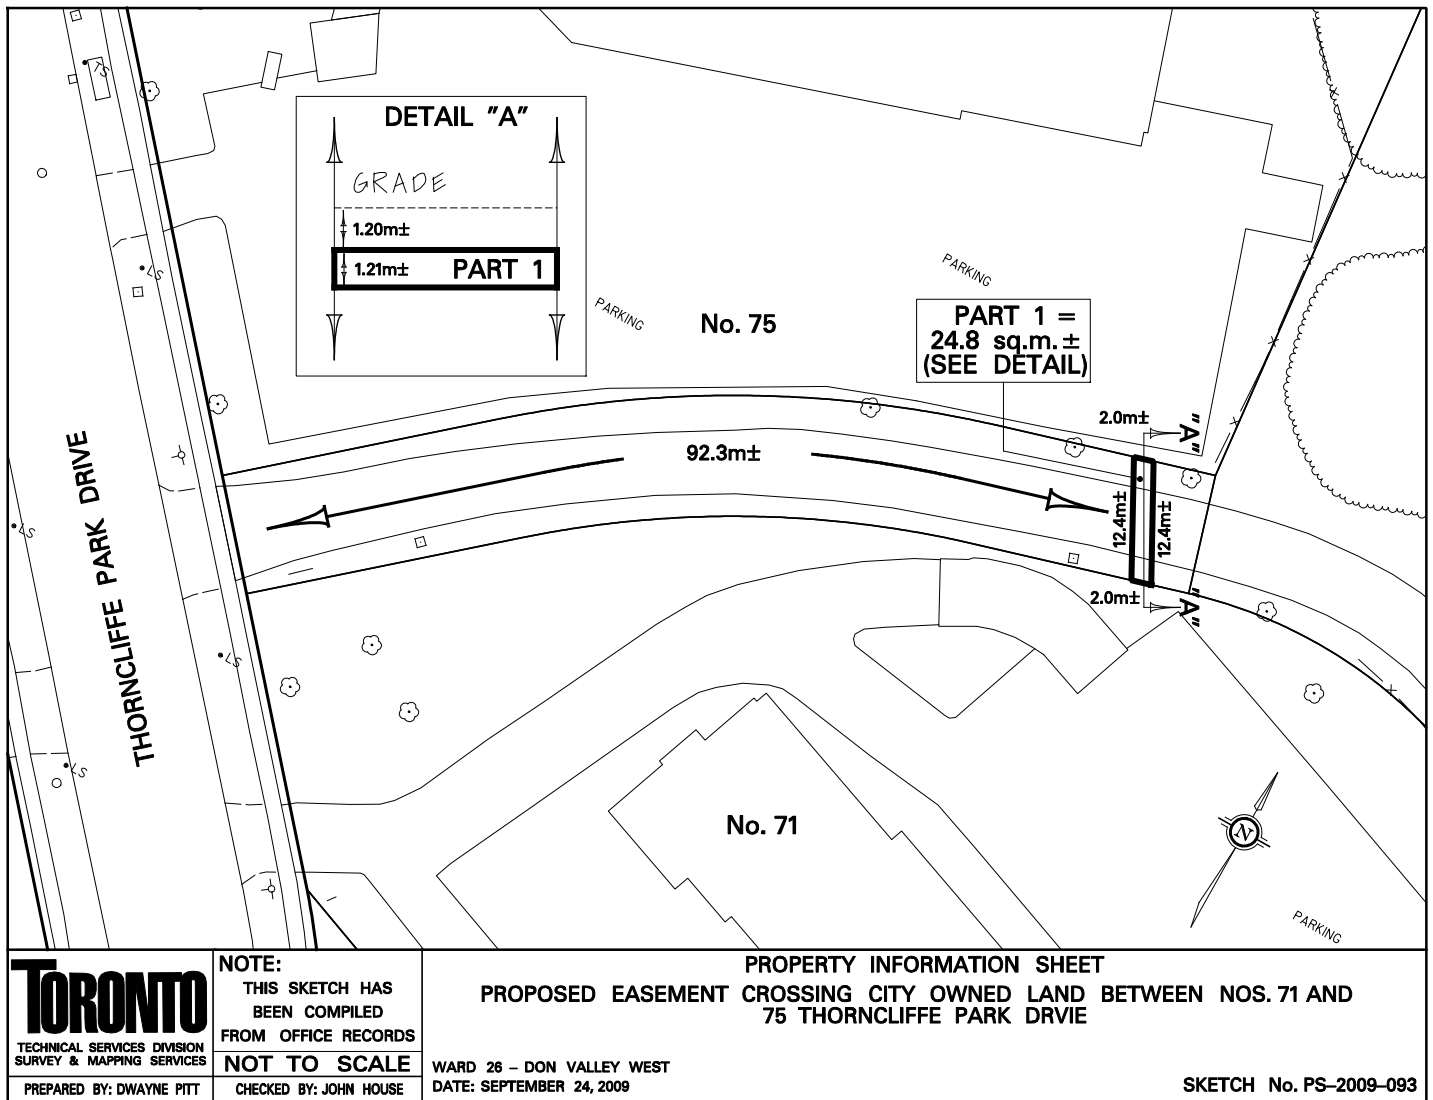 TS
DETAIL "A"
GRADE
1.20m±
1.21m±
PART 1
LS
PARKING
PARKING
No. 75
PART 1 =
24.8 sq.m.±
(SEE DETAIL)
2.0m±
"A"
92.3m±
12.4m±
12.4m±
2.0m±
"A"
THORNCLIFFE PARK DRIVE
LS
LS
LS
No. 71
N
PARKING
TORONTO
TECHNICAL SERVICES DIVISION
SURVEY & MAPPING SERVICES
PREPARED BY: DWAYNE PITT
NOTE:
THIS SKETCH HAS
BEEN COMPILED
FROM OFFICE RECORDS
NOT TO SCALE
CHECKED BY: JOHN HOUSE
PROPERTY INFORMATION SHEET
PROPOSED EASEMENT CROSSING CITY OWNED LAND BETWEEN NOS. 71 AND
75 THORNCLIFFE PARK DRVIE
WARD 26 – DON VALLEY WEST
DATE: SEPTEMBER 24, 2009
SKETCH No. PS–2009–093